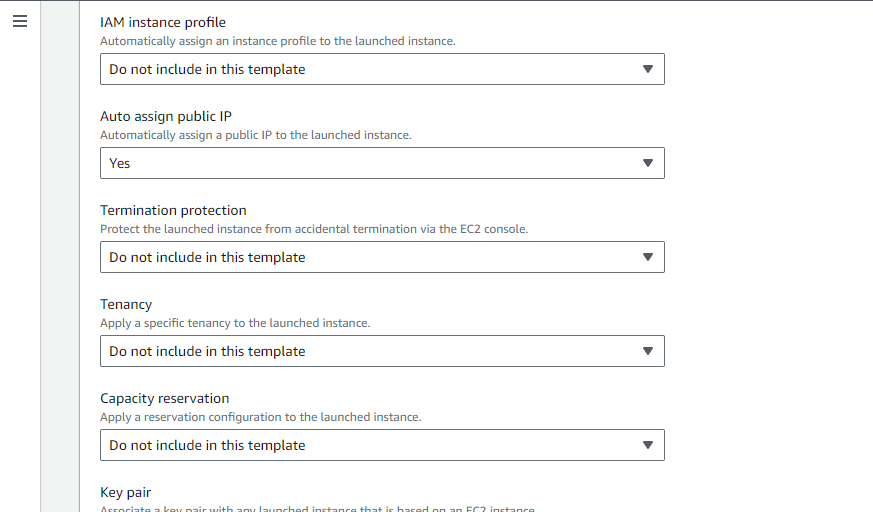 IAM instance profile
Automatically assign an instance profile to the launched instance.
Do not include in this template
Auto assign public IP
Automatically assign a public IP to the launched instance.
Yes
Termination protection
Protect the launched instance from accidental termination via the EC2 console.
Do not include in this template
Tenancy
Apply a specific tenancy to the launched instance.
Do not include in this template
Capacity reservation
Apply a reservation configuration to the launched instance.
Do not include in this template
Key pair
Associate a key pair with any launched instance that is based on an EC2 instance.